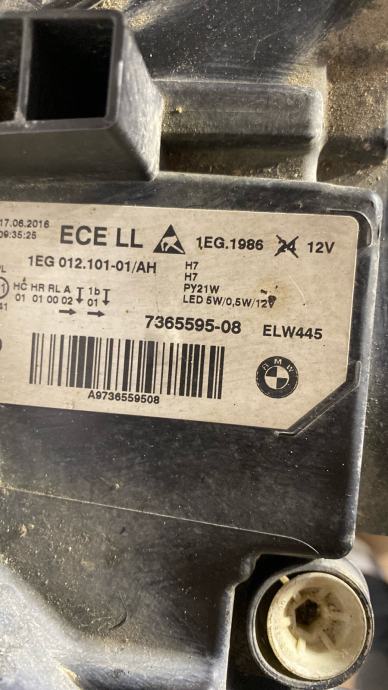 17.06.2016
09:35:25
ECE LL
1EG.1986 24 12V
1EG 012.101-01/AH
H7
H7
PY21W
LED 5W/0,5W/12V
HC HR RL A 1b
01 01 00 02 01
41
7365595-08 ELW445
A9736559508
BMW